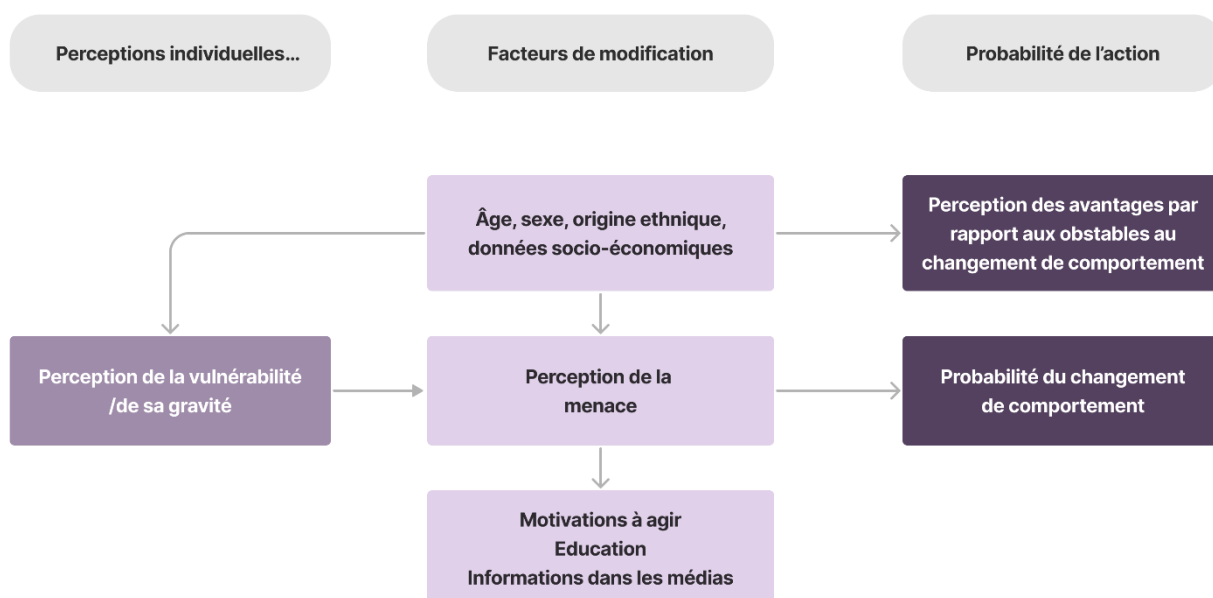 Perceptions individuelles...
Facteurs de modification
Probabilité de l'action
Âge, sexe, origine ethnique,
données socio-économiques
Perception des avantages par
rapport aux obstables au
changement de comportement
Perception de la vulnérabilité
/de sa gravité
Perception de la
menace
Probabilité du changement
de comportement
Motivations à agir
Education
Informations dans les médias